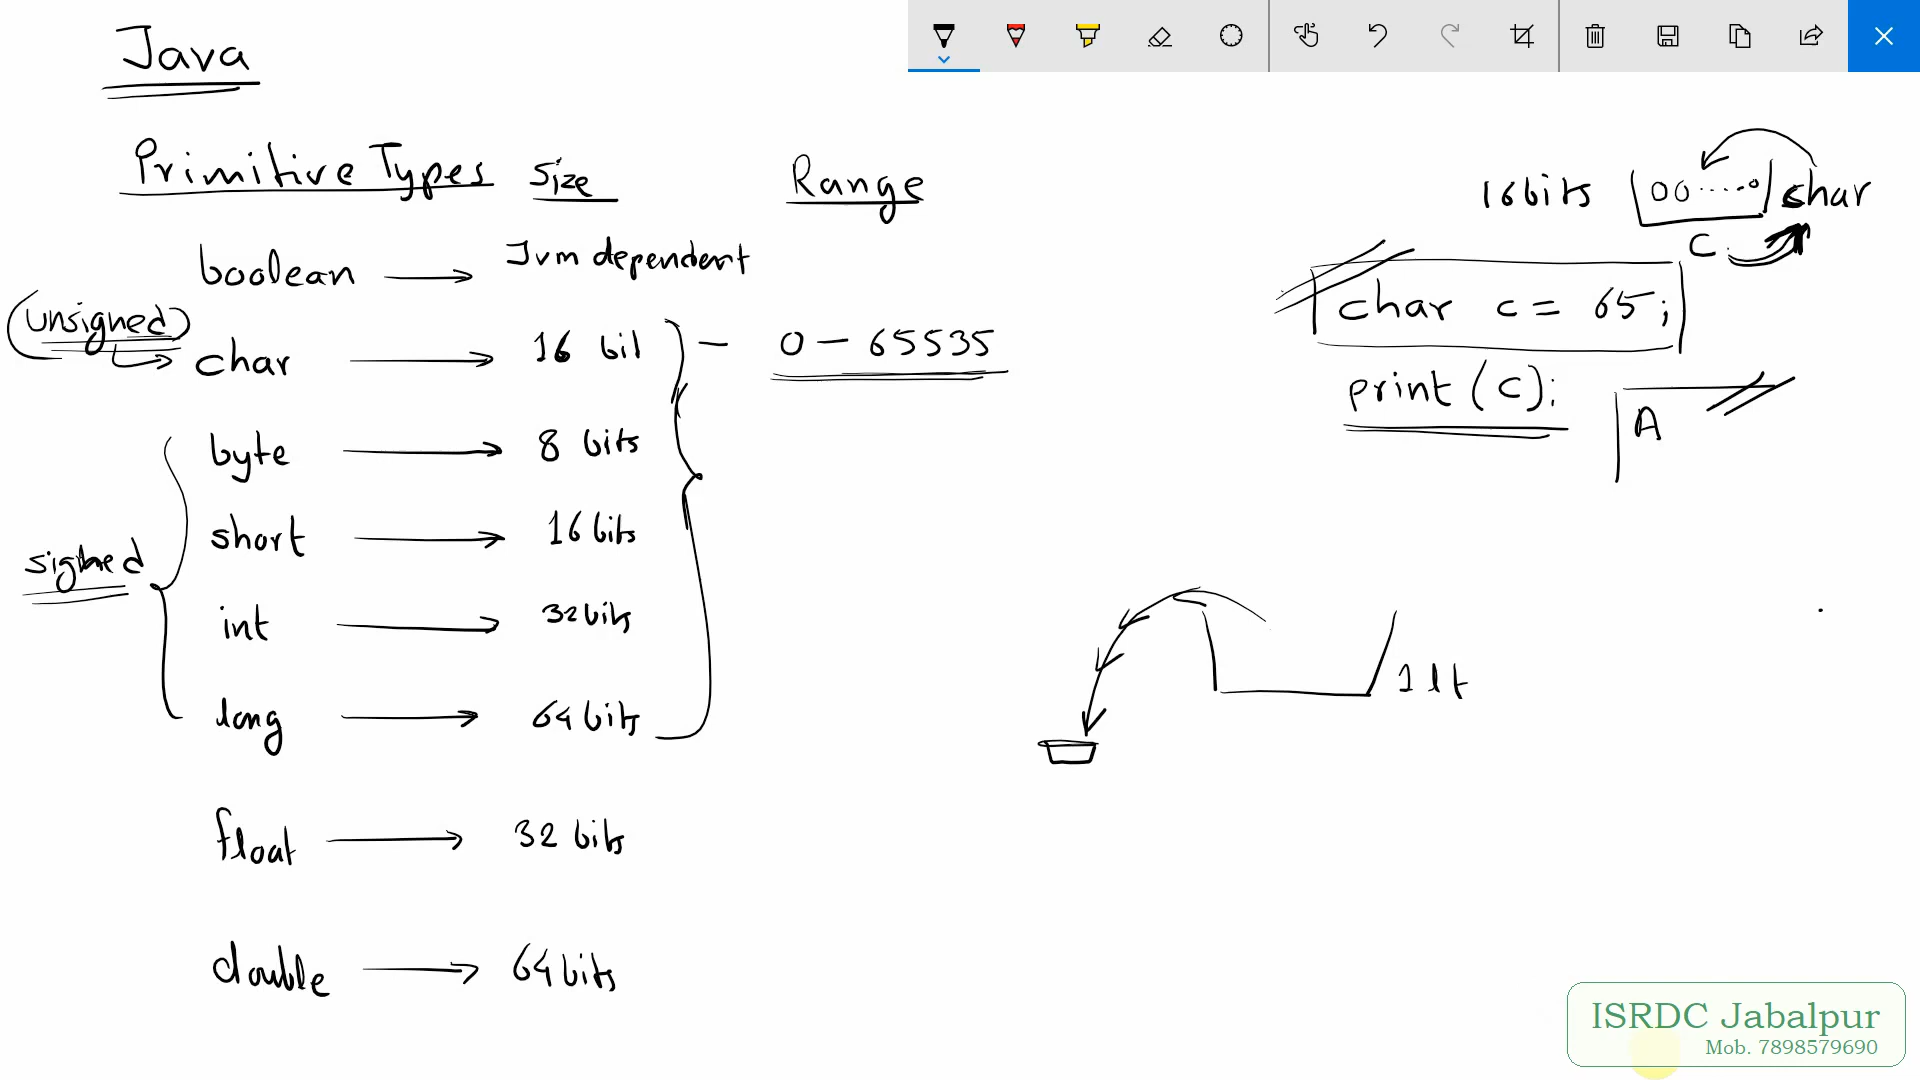 Java
Primitive Types Size Range
boolean → Jvm dependent
(unsigned)
char → 16 bit - 0 - 65535
byte → 8 bits
short → 16 bits
signed
int → 32 bits
long → 64 bits
float → 32 bits
double → 64 bits
16 bits 00.....0 char
C
char c = 65;
print (C);
A
1 lt
ISRDC Jabalpur
Mob. 7898579690